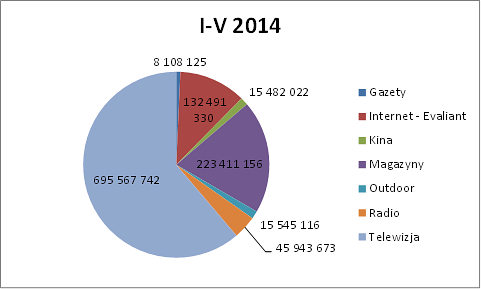 I-V 2014
8 108 125
132 491
330
15 482 022
223 411 156
695 567 742
15 545 116
45 943 673
Gazety
Internet - Evaliant
Kina
Magazyny
Outdoor
Radio
Telewizja